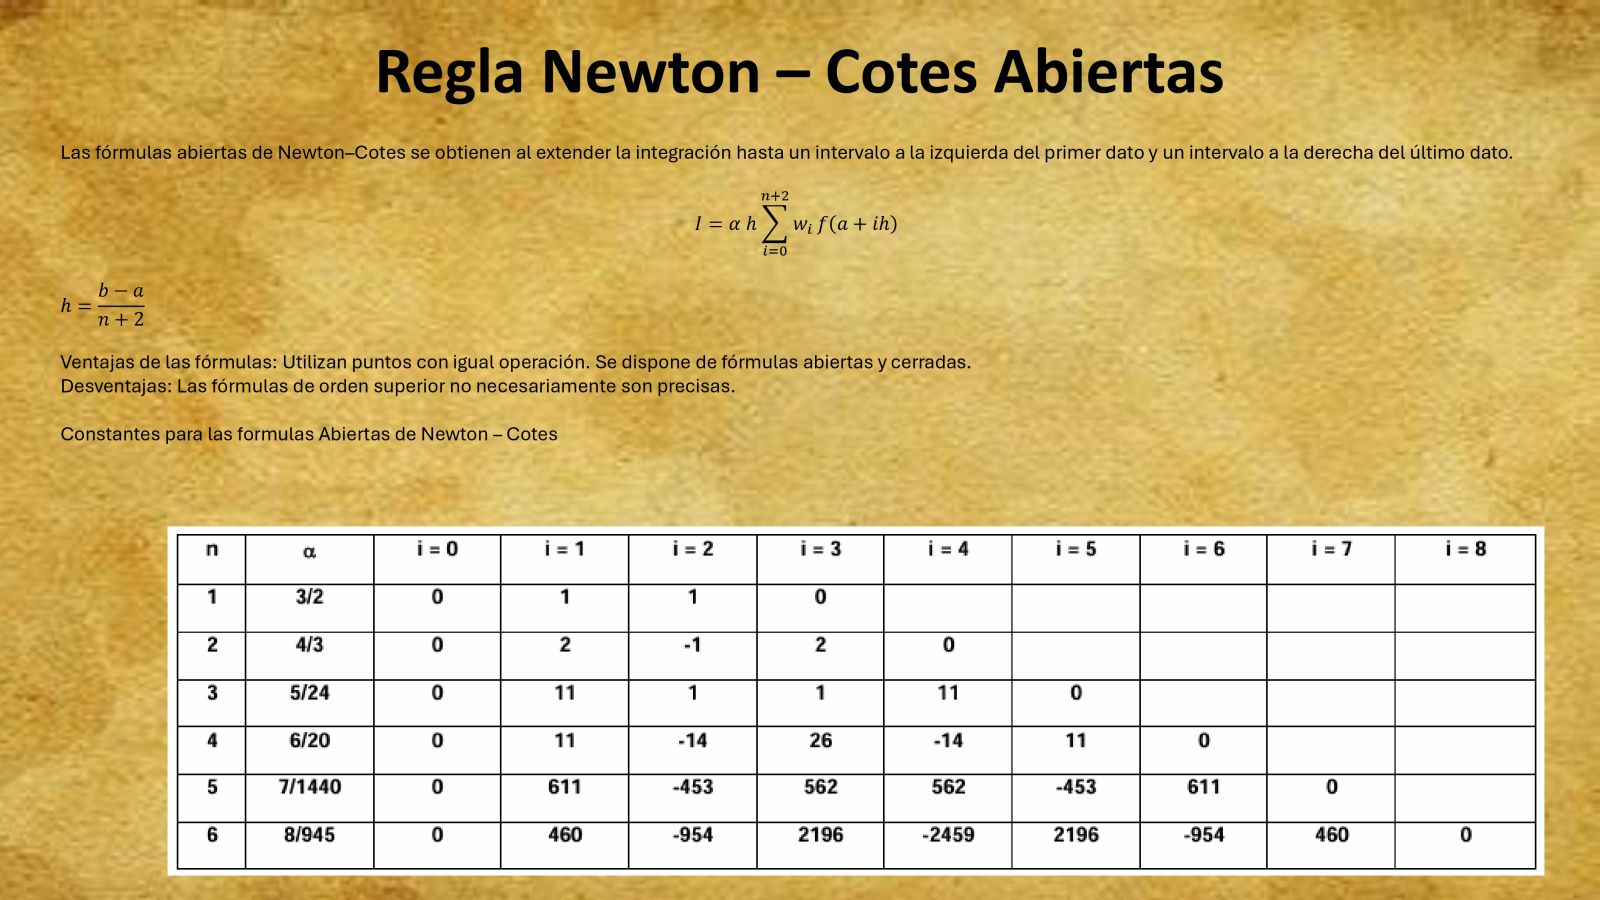 Regla Newton – Cotes Abiertas
Las fórmulas abiertas de Newton–Cotes se obtienen al extender la integración hasta un intervalo a la izquierda del primer dato y un intervalo a la derecha del último dato.
I = α h ∑_{i=0}^{n+2} w_i f(a + ih)
h = (b − a)/(n + 2)
Ventajas de las fórmulas: Utilizan puntos con igual operación. Se dispone de fórmulas abiertas y cerradas.
Desventajas: Las fórmulas de orden superior no necesariamente son precisas.
Constantes para las formulas Abiertas de Newton – Cotes
n α i = 0 i = 1 i = 2 i = 3 i = 4 i = 5 i = 6 i = 7 i = 8
1 3/2 0 1 1 0
2 4/3 0 2 -1 2 0
3 5/24 0 11 1 1 11 0
4 6/20 0 11 -14 26 -14 11 0
5 7/1440 0 611 -453 562 562 -453 611 0
6 8/945 0 460 -954 2196 -2459 2196 -954 460 0